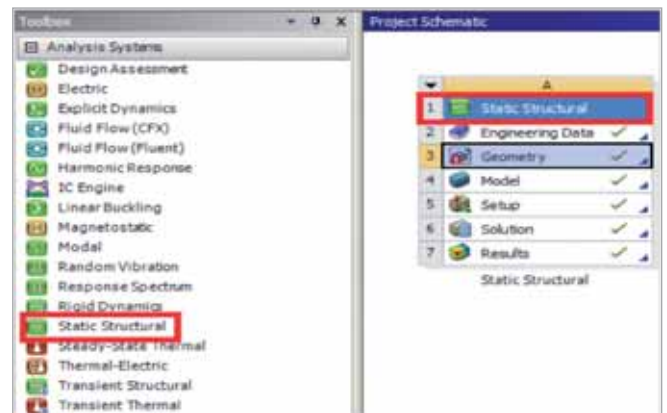 Toolbox
Analysis Systems
Design Assessment
Electric
Explicit Dynamics
Fluid Flow (CFX)
Fluid Flow (Fluent)
Harmonic Response
IC Engine
Linear Buckling
Magnetostatic
Modal
Random Vibration
Response Spectrum
Rigid Dynamics
Static Structural
Steady-State Thermal
Thermal-Electric
Transient Structural
Transient Thermal
Project Schematic
A
1 Static Structural
2 Engineering Data
3 Geometry
4 Model
5 Setup
6 Solution
7 Results
Static Structural